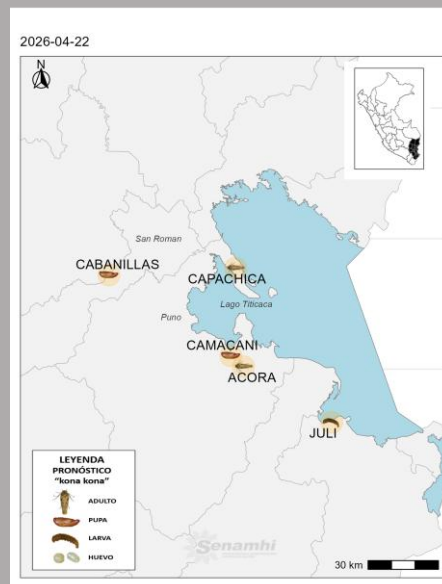 2026-04-22
N
San Roman
CABANILLAS
CAPACHICA
Lago Titicaca
Puno
CAMACANI
ACORA
JULI
LEYENDA
PRONÓSTICO
"kona kona"
ADULTO
PUPA
LARVA
HUEVO
Senamhi
30 km